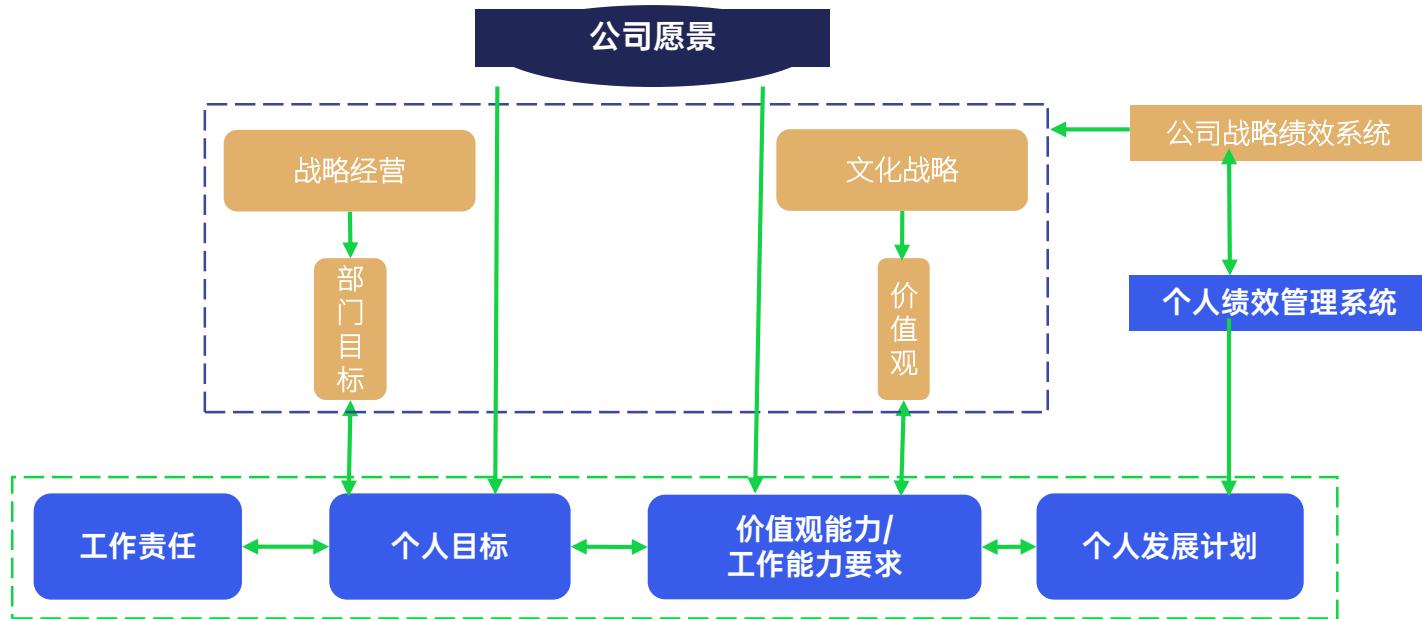 公司愿景
公司战略绩效系统
战略经营
文化战略
部
门
目
标
价
值
观
个人绩效管理系统
工作责任
个人目标
价值观能力/
工作能力要求
个人发展计划